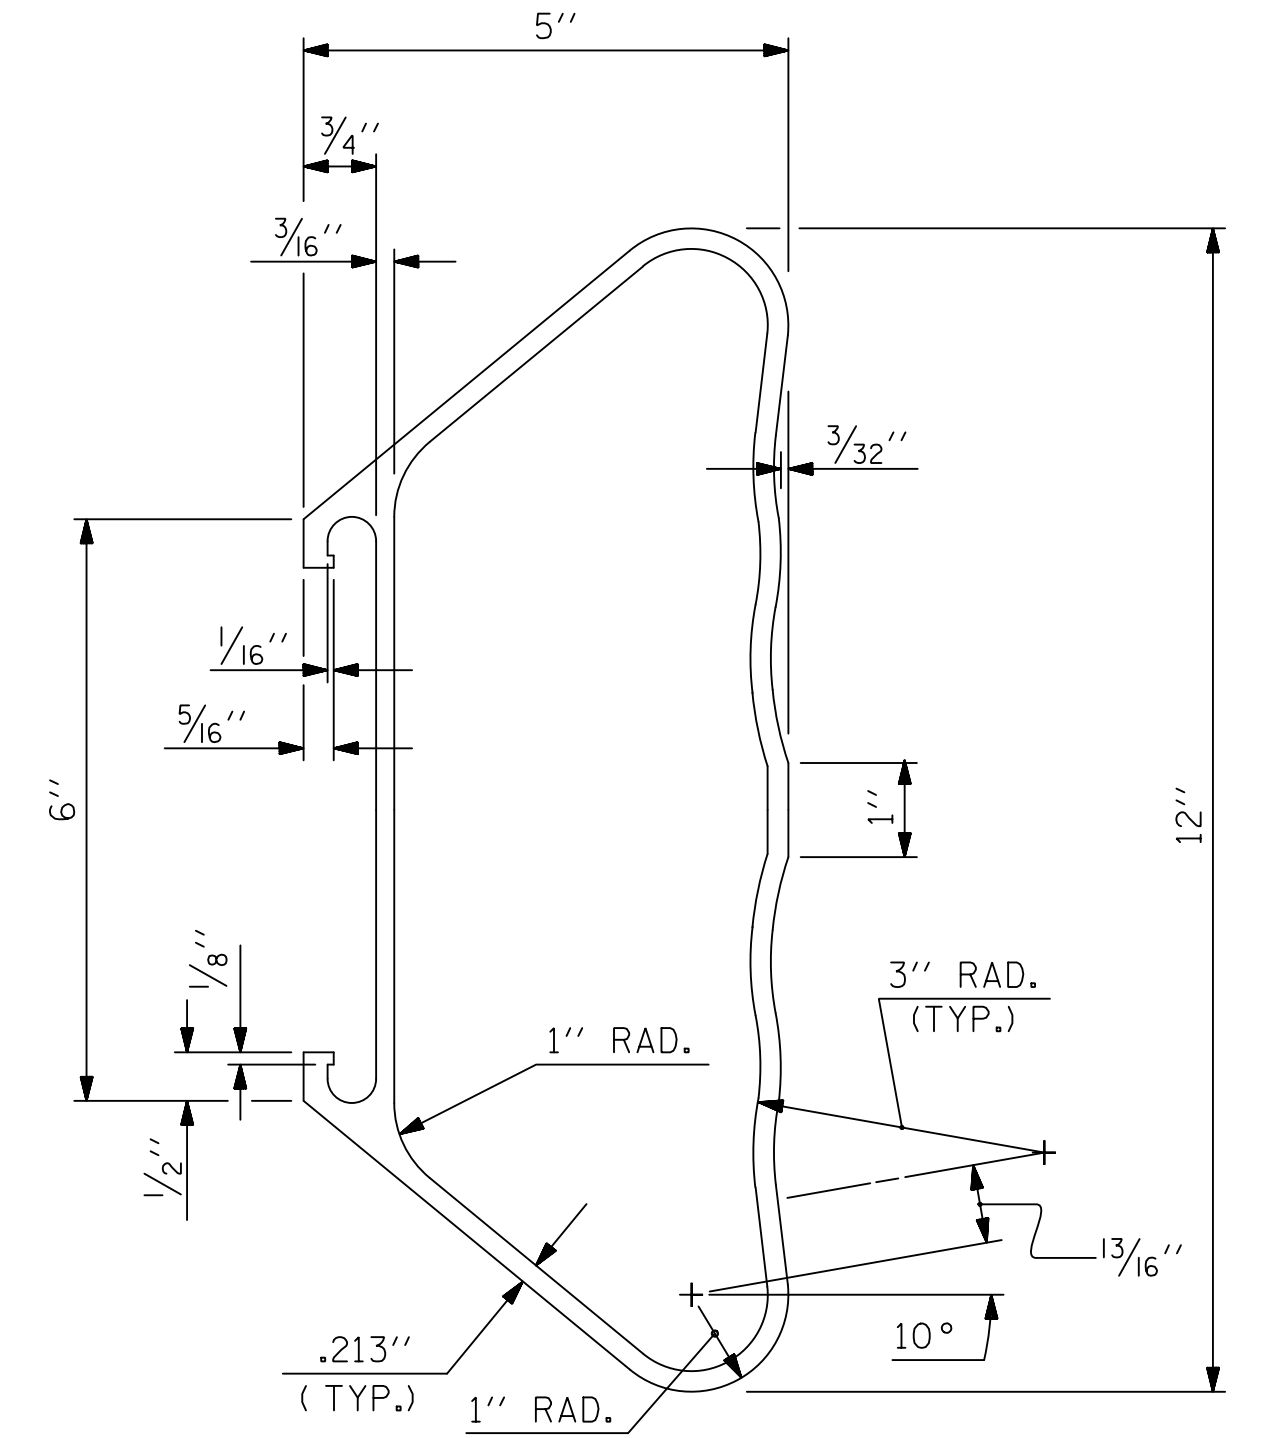 5"
3/4"
3/16"
3/32"
1/16"
5/16"
6"
1"
12"
1/8"
3" RAD.
(TYP.)
1" RAD.
1/2"
13/16"
10°
.213"
( TYP.)
1" RAD.